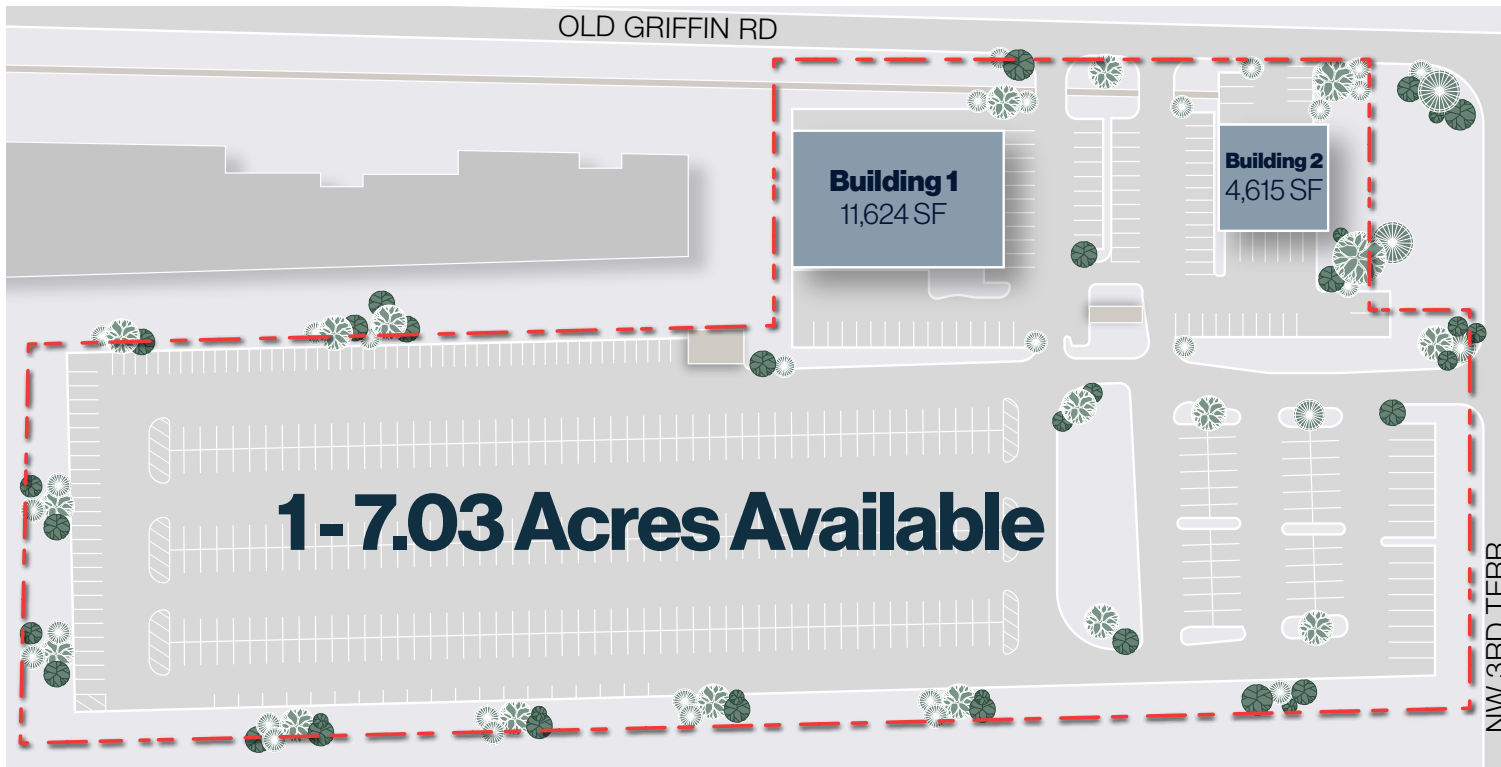 OLD GRIFFIN RD
Building 1
11,624 SF
Building 2
4,615 SF
1 - 7.03 Acres Available
NW 3RD TERR